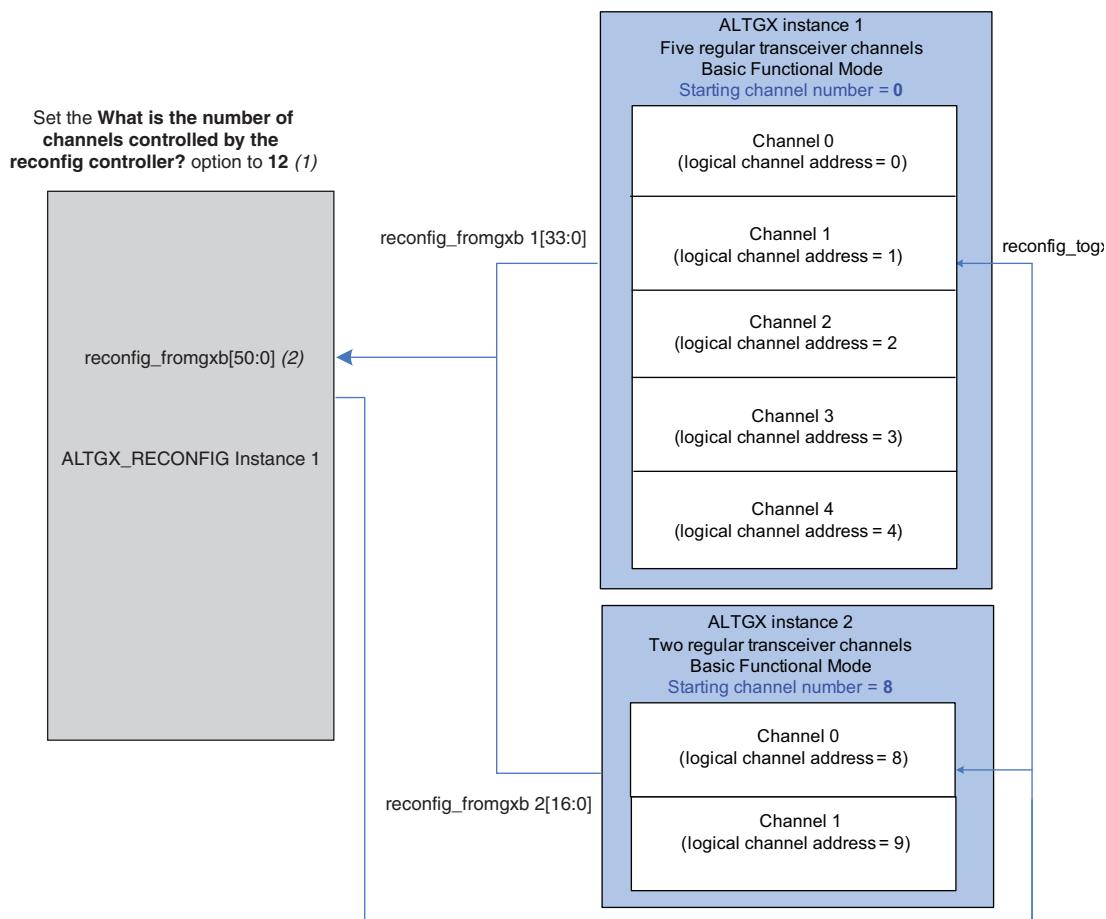 Set the What is the number of
channels controlled by the
reconfig controller? option to 12 (1)
reconfig_fromgxb[50:0] (2)
ALTGX_RECONFIG Instance 1
reconfig_fromgxb 1[33:0]
reconfig_fromgxb 2[16:0]
ALTGX instance 1
Five regular transceiver channels
Basic Functional Mode
Starting channel number = 0
Channel 0
(logical channel address = 0)
Channel 1
(logical channel address = 1)
Channel 2
(logical channel address = 2
Channel 3
(logical channel address = 3)
Channel 4
(logical channel address = 4)
reconfig_togx
ALTGX instance 2
Two regular transceiver channels
Basic Functional Mode
Starting channel number = 8
Channel 0
(logical channel address = 8)
Channel 1
(logical channel address = 9)